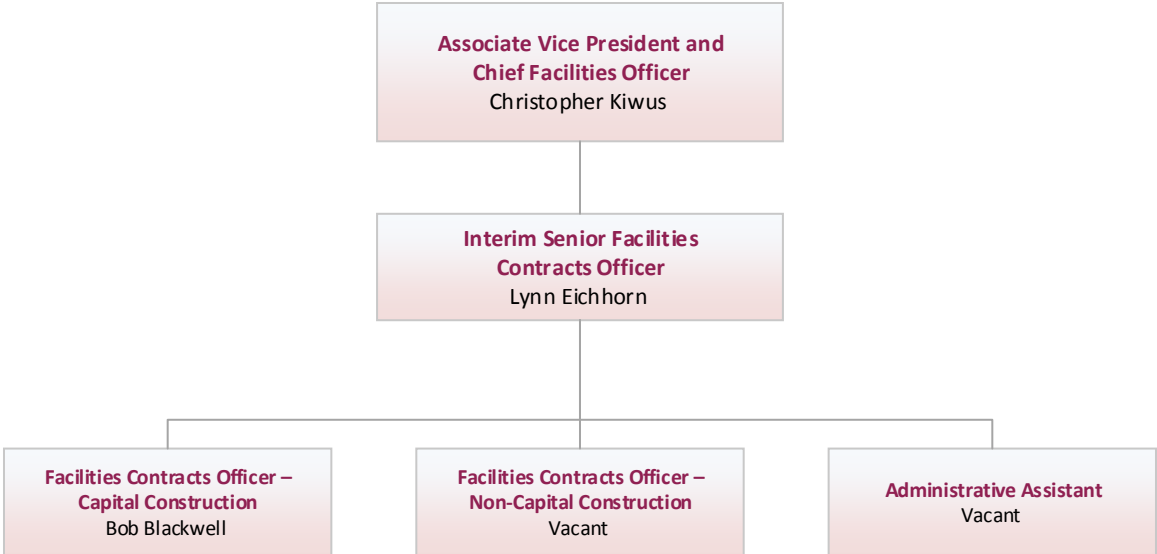 Associate Vice President and
Chief Facilities Officer
Christopher Kiwus
Interim Senior Facilities
Contracts Officer
Lynn Eichhorn
Facilities Contracts Officer –
Capital Construction
Bob Blackwell
Facilities Contracts Officer –
Non-Capital Construction
Vacant
Administrative Assistant
Vacant